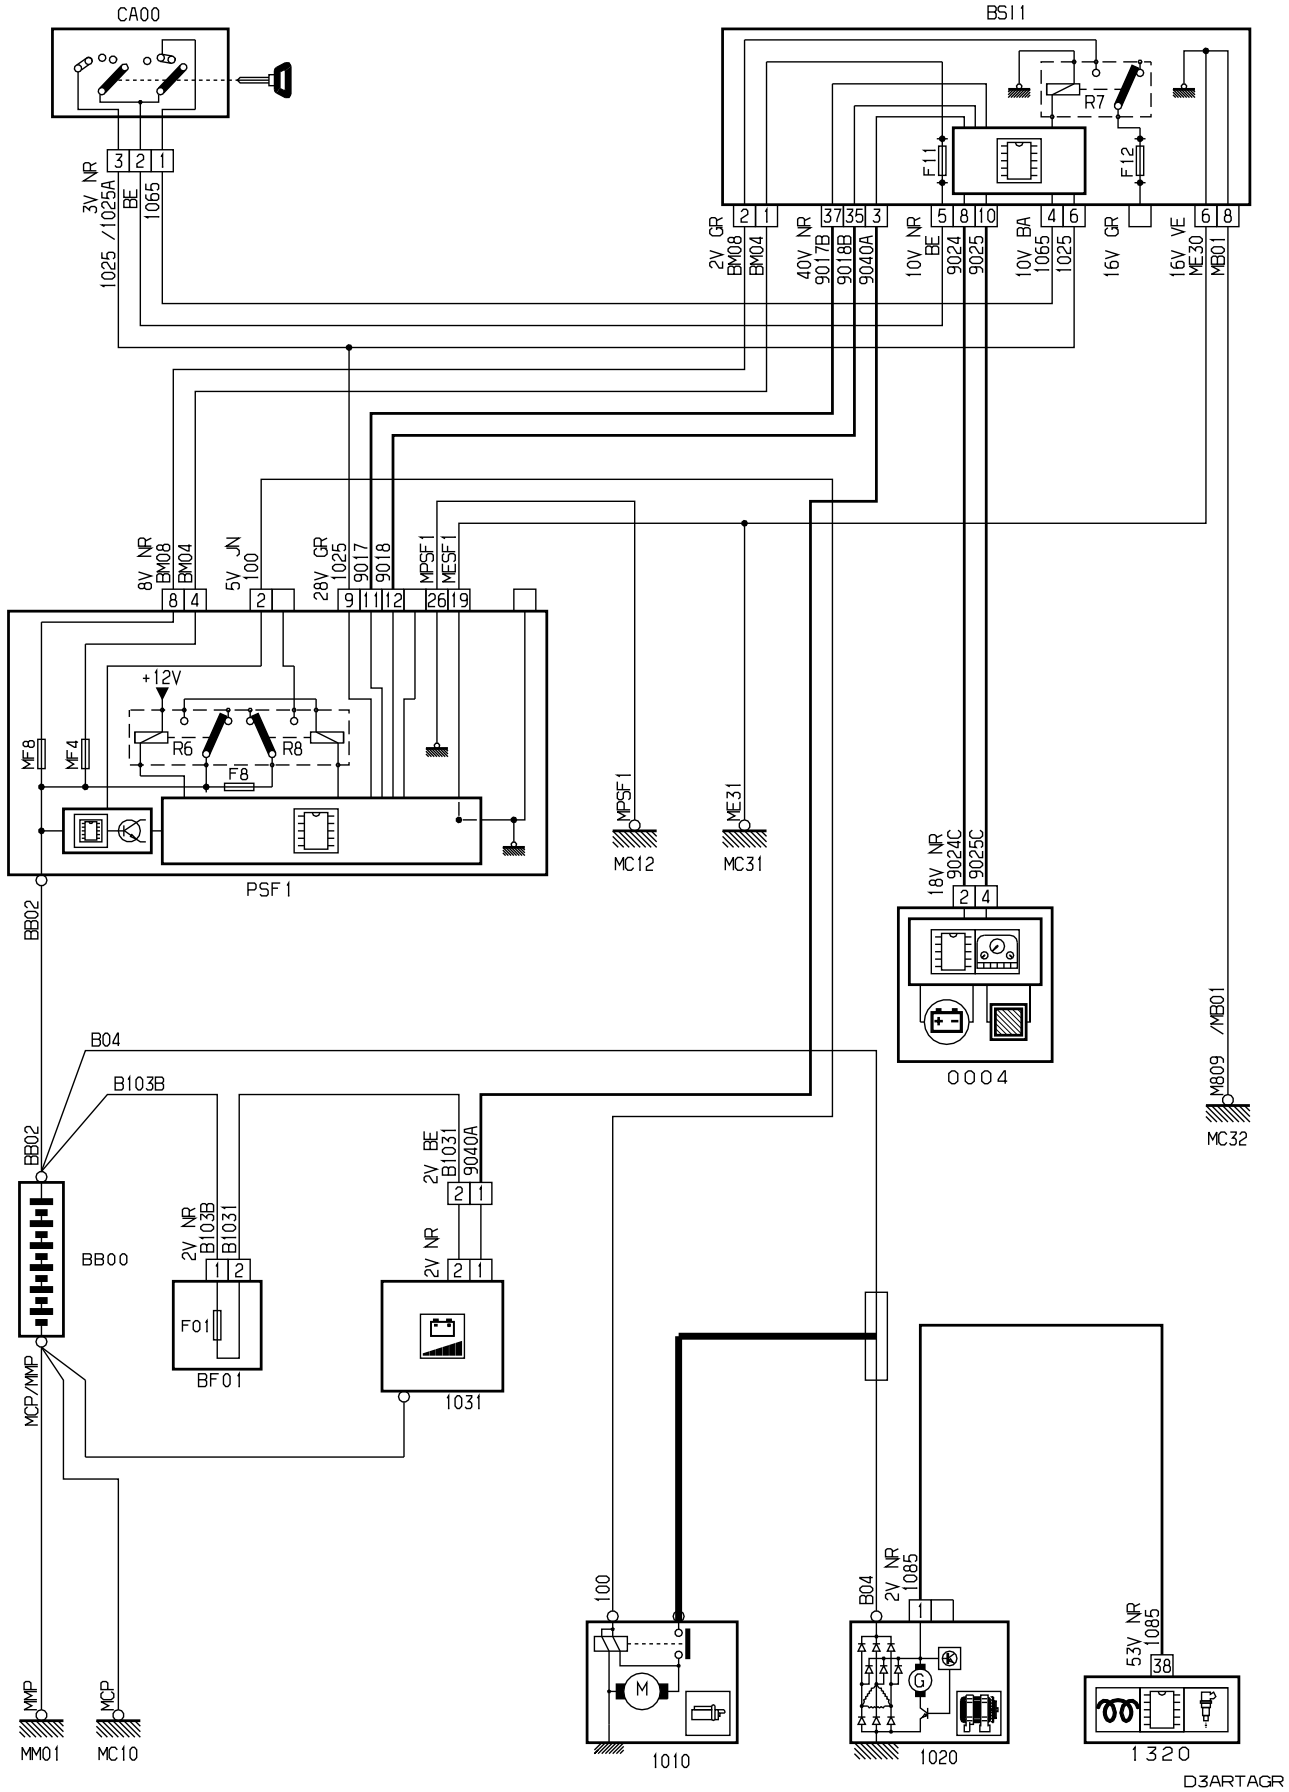 CA00
BSI1
R7
F11
F12
3 2 1
3V NR
1025 /1025A
BE
1065
2 1 37 35 3 5 8 10 4 6 6 8
2V GR
BM08
BM04
40V NR
9017B
9018B
9040A
10V NR
BE
9024
9025
10V BA
1065
1025
16V GR
16V VE
ME30
MB01
8V NR
BM08
BM04
5V JN
100
28V GR
1025
9017
9018
MPSF1
MESF1
8 4 2 9 11 12 26 19
+12V
R6
R8
F8
MF8
MF4
PSF1
MPSF1
MC12
ME31
MC31
18V NR
9024C
9025C
2 4
0004
BB02
B04
B103B
BB02
M809 /MB01
MC32
2V BE
B1031
9040A
2 1
2V NR
B103B
B1031
1 2
2V NR
2 1
BB00
F01
BF01
1031
MCP/MMP
100
B04
2V NR
1085
1
53V NR
1085
38
M
G
1010
1020
1320
MMP
MCP
MM01
MC10
D3ARTAGR